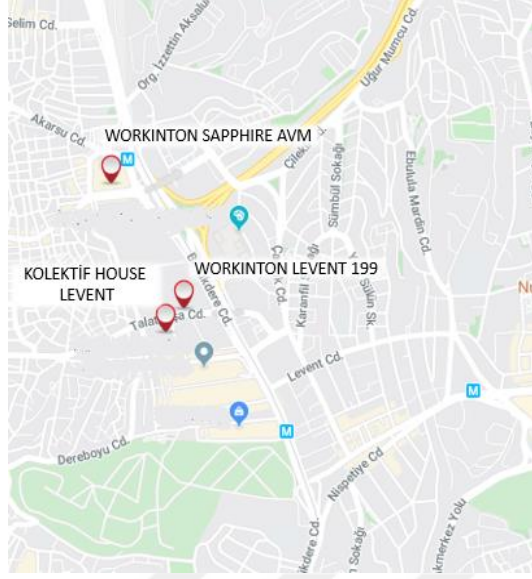 Selim Cd.
Org. İzzettin Aksalur
Uğur Mumcu Cd.
Akarsu Cd.
WORKINTON SAPPHIRE AVM
M
Sümbül Sokağı
Ebulula Mardin Cd.
KOLEKTİF HOUSE
LEVENT
WORKINTON LEVENT 199
Karanfil Sokağı
Levent Cd.
M
M
Dereboyu Cd.
Nispetiye Cd